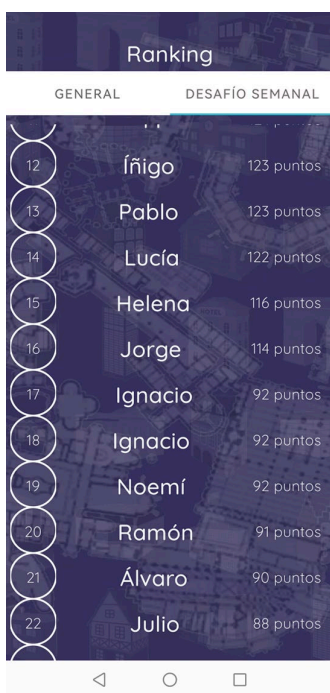 Ranking
GENERAL DESAFÍO SEMANAL
12 Íñigo 123 puntos
13 Pablo 123 puntos
14 Lucía 122 puntos
15 Helena 116 puntos
16 Jorge 114 puntos
17 Ignacio 92 puntos
18 Ignacio 92 puntos
19 Noemí 92 puntos
20 Ramón 91 puntos
21 Álvaro 90 puntos
22 Julio 88 puntos